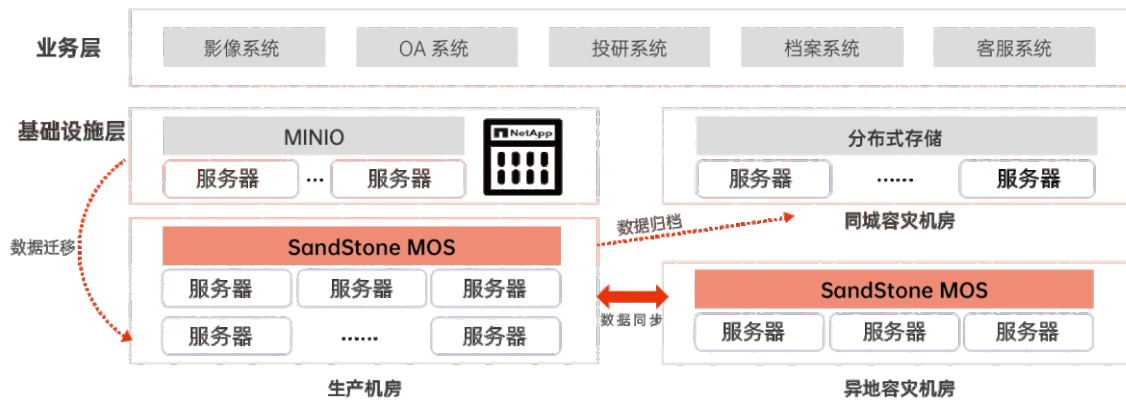 业务层
影像系统
OA 系统
投研系统
档案系统
客服系统
基础设施层
MINIO
服务器 ... 服务器
NetApp
分布式存储
服务器 ...... 服务器
同城容灾机房
数据迁移
数据归档
SandStone MOS
服务器 服务器 服务器
服务器 ...... 服务器
生产机房
数据同步
SandStone MOS
服务器 服务器 服务器
异地容灾机房